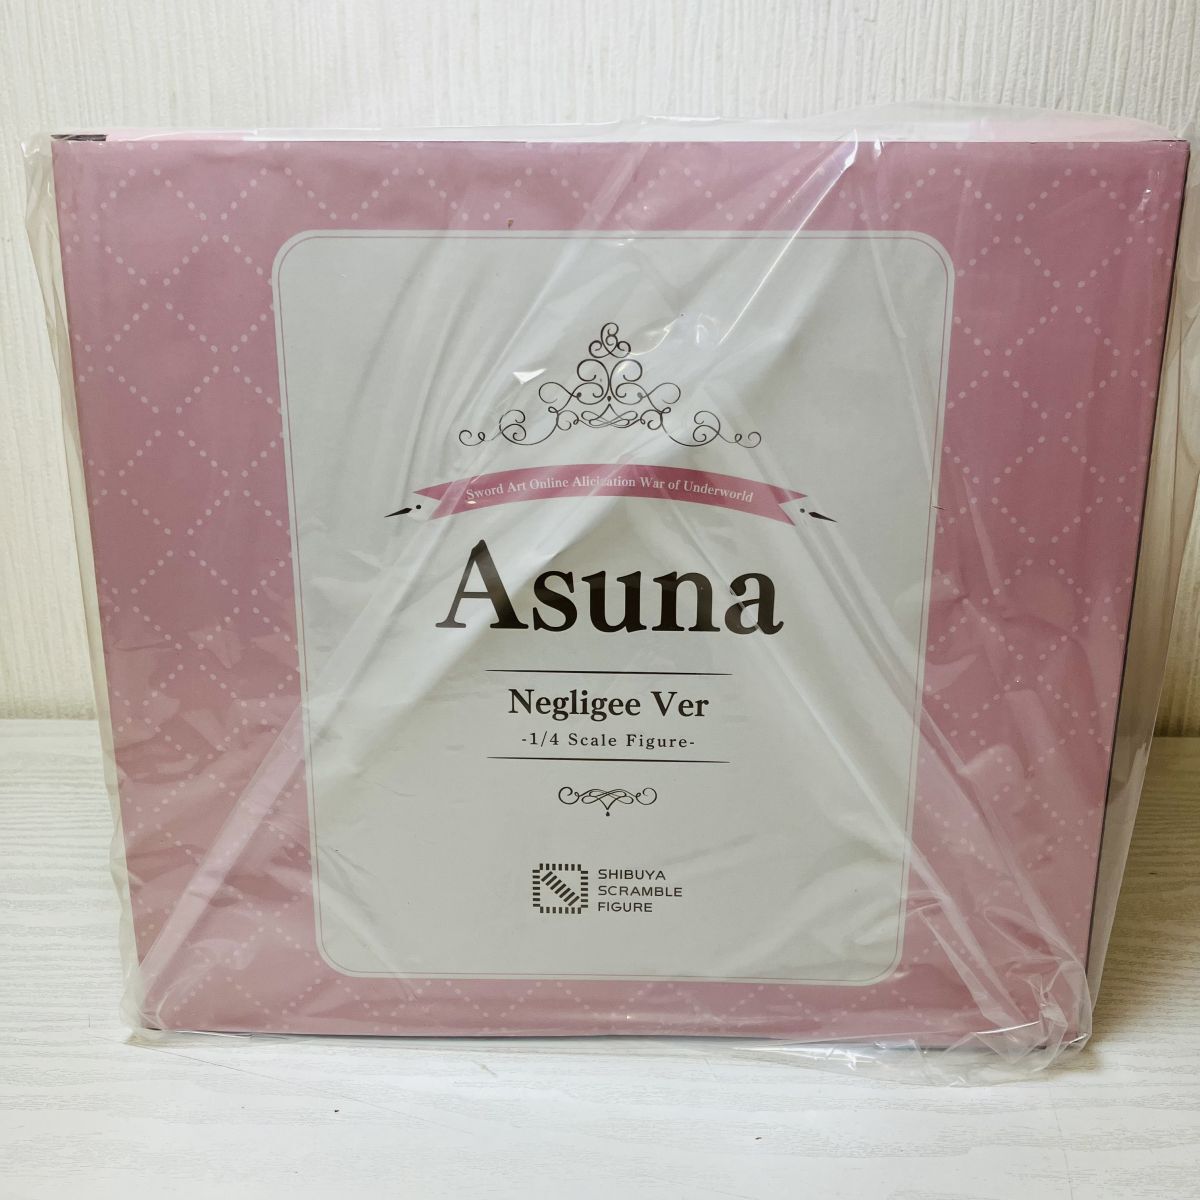 Sword Art Online Alicization War of Underworld
Asuna
Negligee Ver
-1/4 Scale Figure-
SHIBUYA
SCRAMBLE
FIGURE